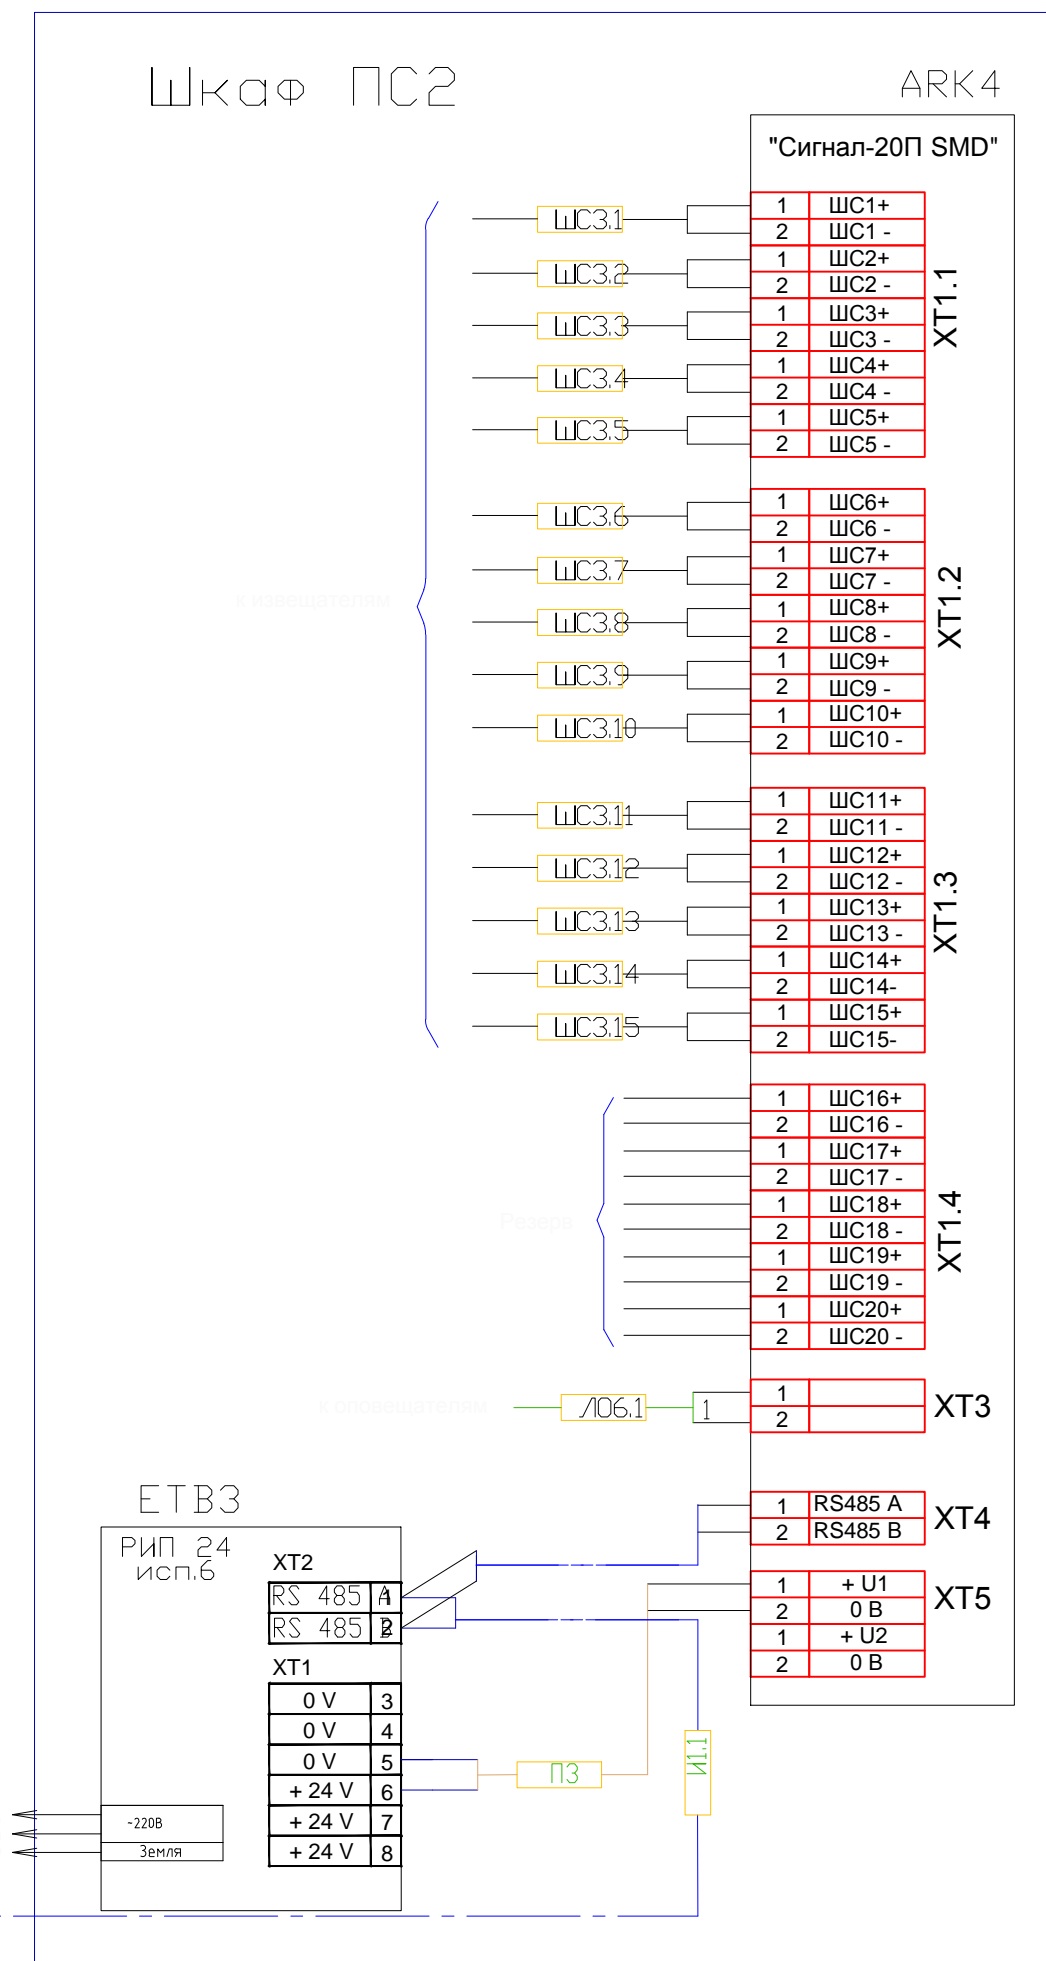 Шкаф ПС2
ARK4
"Сигнал-20П SMD"
ШС3.1
1 ШС1+
2 ШС1 -
ШС3.2
1 ШС2+
2 ШС2 -
ШС3.3
1 ШС3+
2 ШС3 -
ШС3.4
1 ШС4+
2 ШС4 -
ШС3.5
1 ШС5+
2 ШС5 -
XT1.1
ШС3.6
1 ШС6+
2 ШС6 -
ШС3.7
1 ШС7+
2 ШС7 -
ШС3.8
1 ШС8+
2 ШС8 -
ШС3.9
1 ШС9+
2 ШС9 -
ШС3.10
1 ШС10+
2 ШС10 -
XT1.2
к извещателям
ШС3.11
1 ШС11+
2 ШС11 -
ШС3.12
1 ШС12+
2 ШС12 -
ШС3.13
1 ШС13+
2 ШС13 -
ШС3.14
1 ШС14+
2 ШС14-
ШС3.15
1 ШС15+
2 ШС15-
XT1.3
1 ШС16+
2 ШС16 -
1 ШС17+
2 ШС17 -
1 ШС18+
2 ШС18 -
1 ШС19+
2 ШС19 -
1 ШС20+
2 ШС20 -
XT1.4
Резерв
к оповещателям
ЛО6.1
1
1
2
XT3
1 RS485 A
2 RS485 B
XT4
1 + U1
2 0 В
1 + U2
2 0 В
XT5
ETB3
РИП 24
исп.6
XT2
RS 485 A 1
RS 485 B 2
XT1
0 V 3
0 V 4
0 V 5
+ 24 V 6
+ 24 V 7
+ 24 V 8
П3
И1.1
~220В
Земля